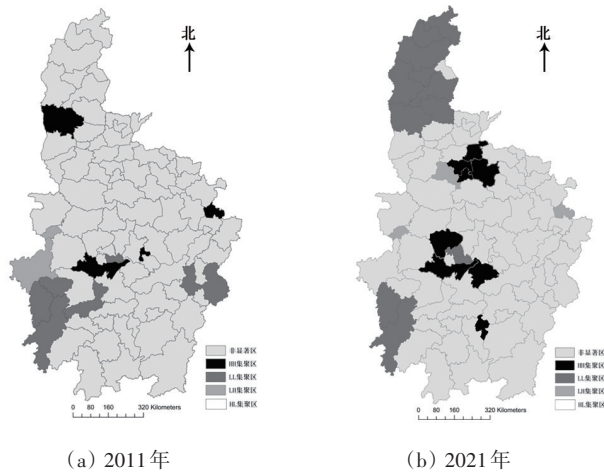 北
非显著区
HH集聚区
LL集聚区
LH集聚区
HL集聚区
0 80 160 320 Kilometers
(a) 2011年
北
非显著区
HH集聚区
LL集聚区
LH集聚区
HL集聚区
0 80 160 320 Kilometers
(b) 2021年